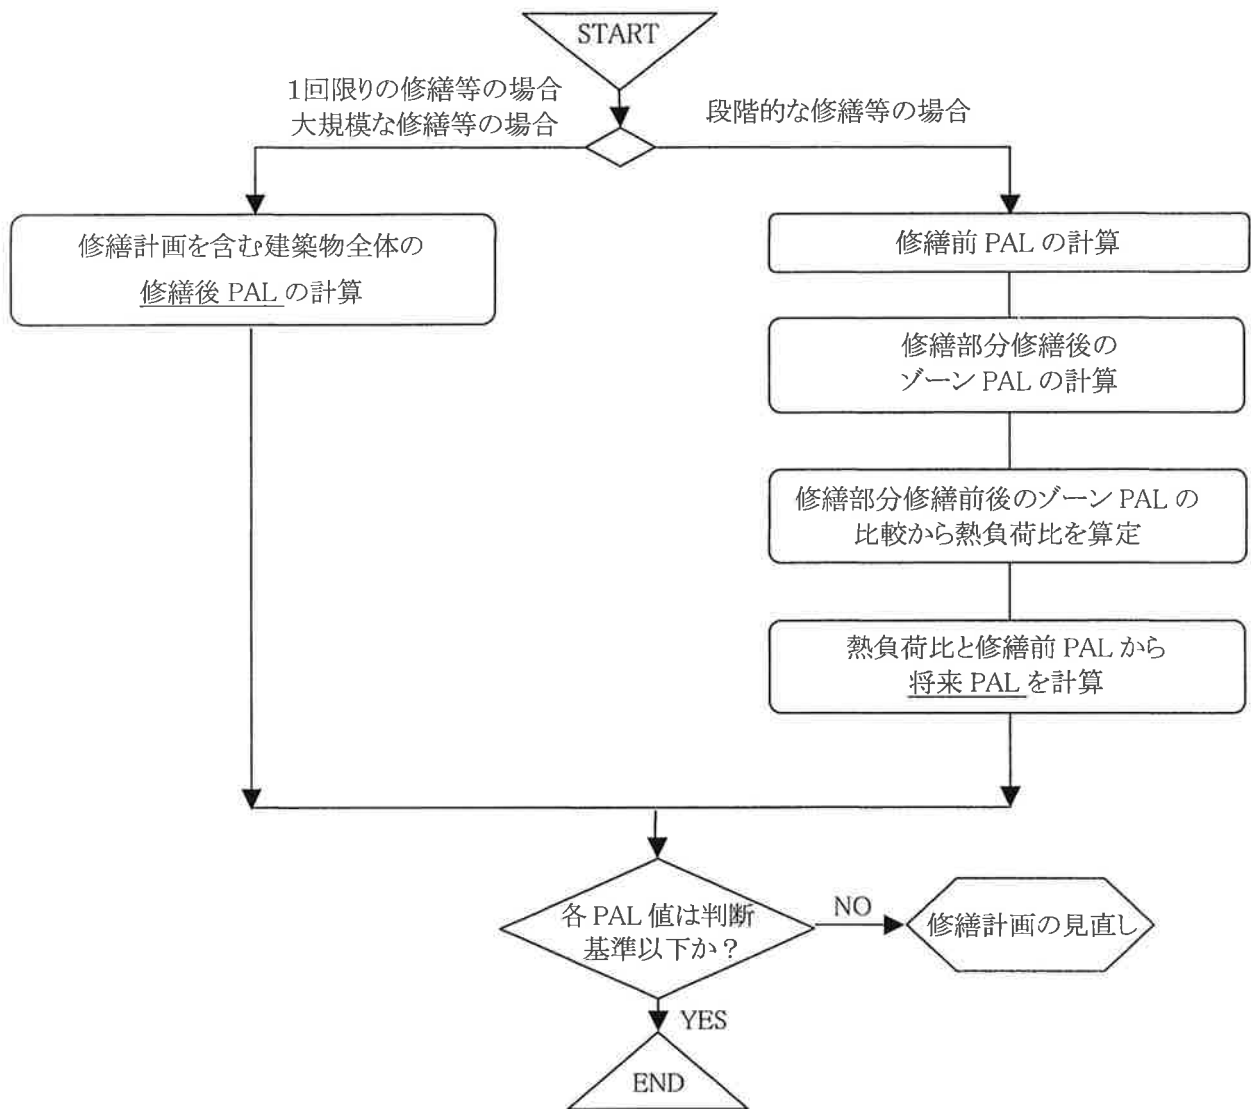 START
1回限りの修繕等の場合
大規模な修繕等の場合
段階的な修繕等の場合
修繕計画を含む建築物全体の
修繕後 PAL の計算
修繕前 PAL の計算
修繕部分修繕後の
ゾーン PAL の計算
修繕部分修繕前後のゾーン PAL の
比較から熱負荷比を算定
熱負荷比と修繕前 PAL から
将来 PAL を計算
各 PAL 値は判断
基準以下か？
NO
修繕計画の見直し
YES
END